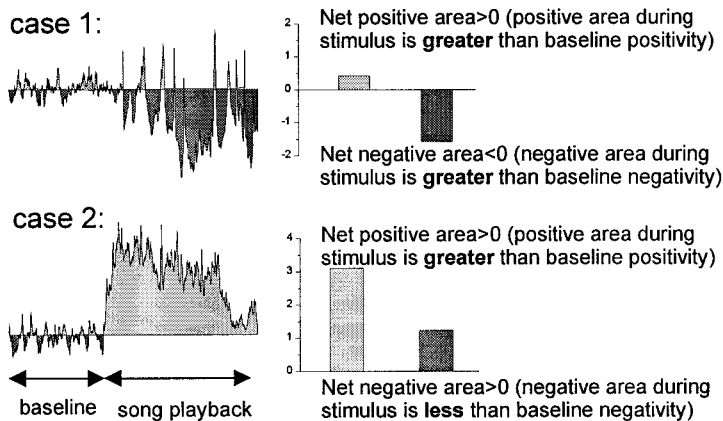 case 1:
2
1
0
-1
-2
Net positive area>0 (positive area during
stimulus is greater than baseline positivity)
Net negative area<0 (negative area during
stimulus is greater than baseline negativity)
case 2:
4
3
2
1
0
Net positive area>0 (positive area during
stimulus is greater than baseline positivity)
Net negative area>0 (negative area during
stimulus is less than baseline negativity)
baseline
song playback